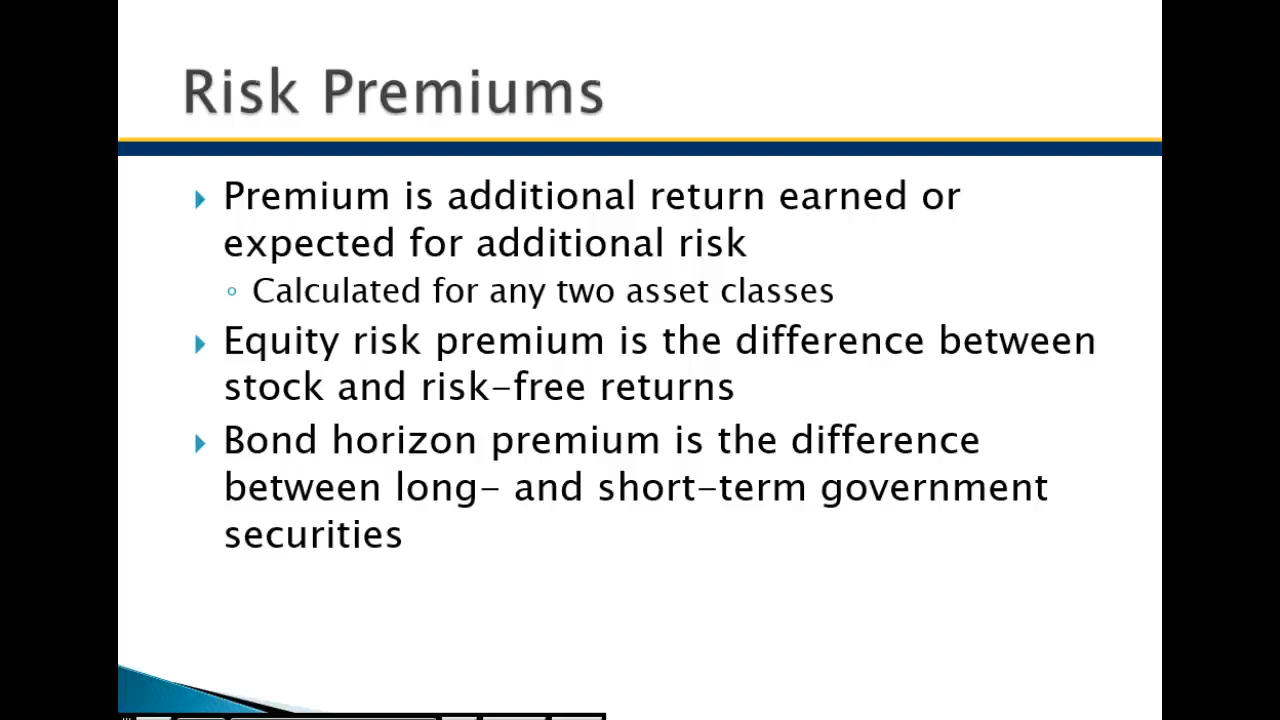 Risk Premiums
Premium is additional return earned or
expected for additional risk
Calculated for any two asset classes
Equity risk premium is the difference between
stock and risk-free returns
Bond horizon premium is the difference
between long- and short-term government
securities